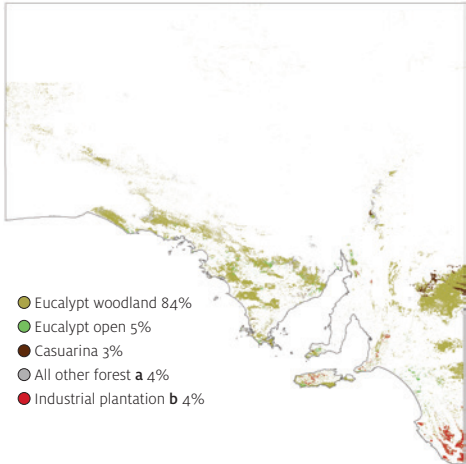 Eucalypt woodland 84%
Eucalypt open 5%
Casuarina 3%
All other forest a 4%
Industrial plantation b 4%